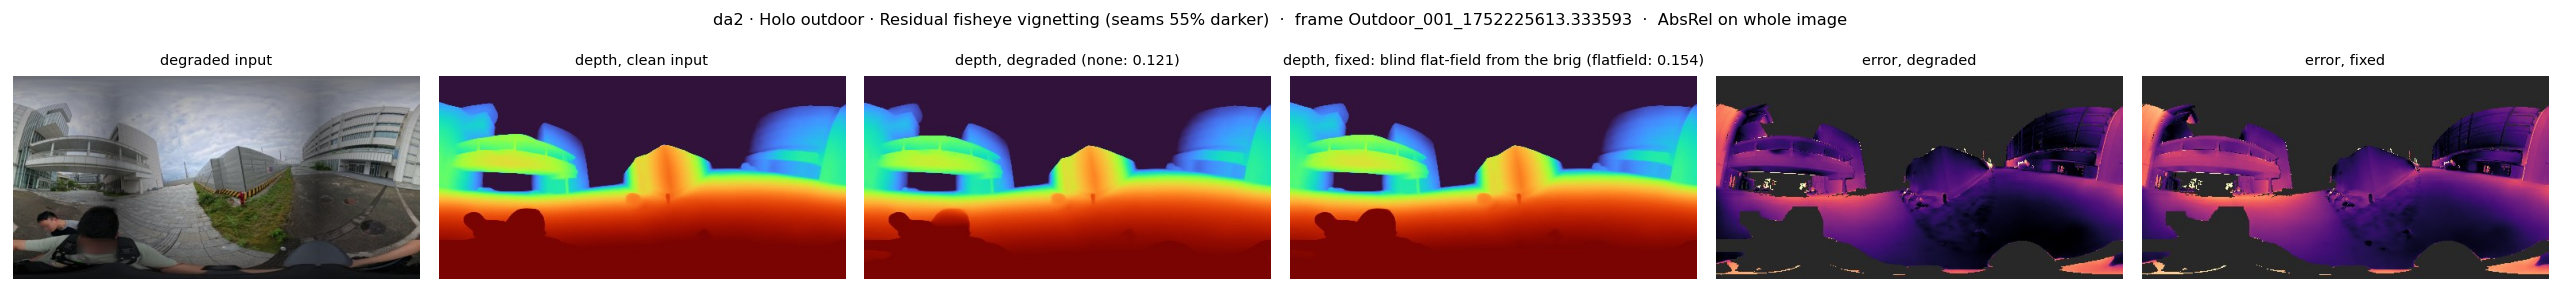 da2 · Holo outdoor · Residual fisheye vignetting (seams 55% darker) · frame Outdoor_001_1752225613.333593 · AbsRel on whole image
degraded input
depth, clean input
depth, degraded (none: 0.121)
depth, fixed: blind flat-field from the brig (flatfield: 0.154)
error, degraded
error, fixed